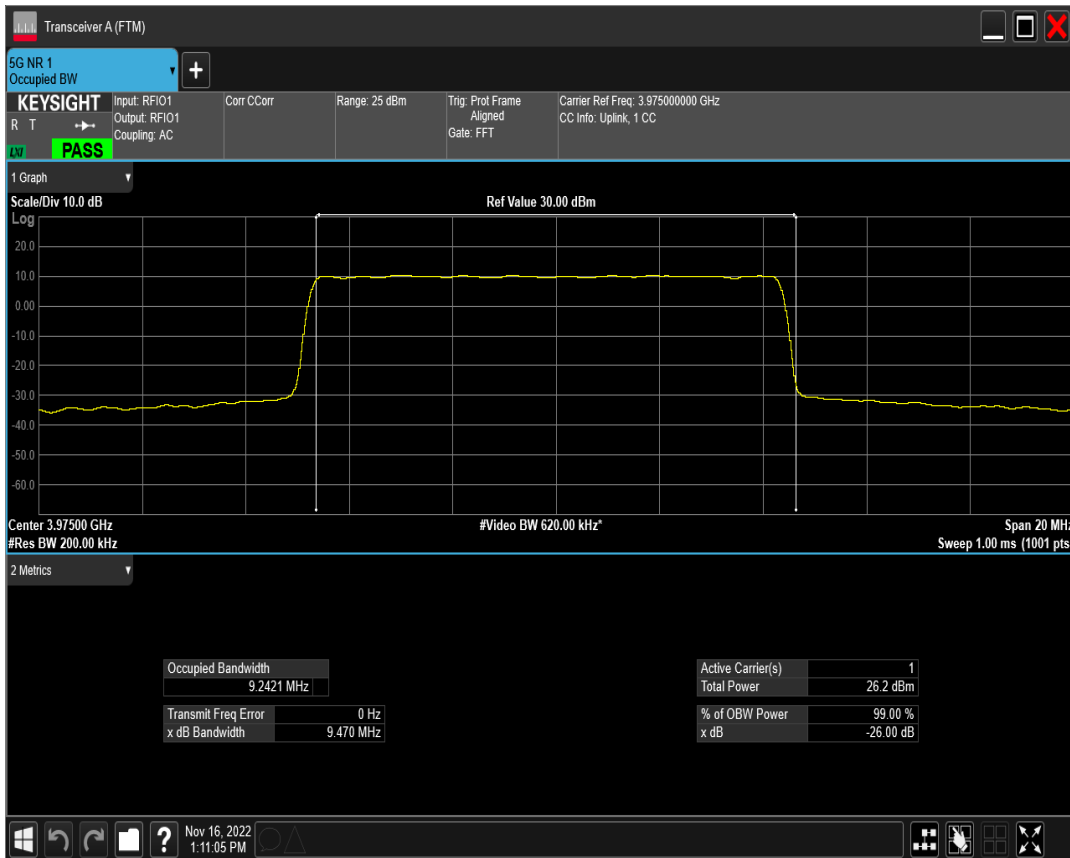 Transceiver A (FTM)
5G NR 1
Occupied BW
+
KEYSIGHT
R T
LXI
PASS
Input: RFIO1
Output: RFIO1
Coupling: AC
Corr CCorr
Range: 25 dBm
Trig: Prot Frame
Aligned
Gate: FFT
Carrier Ref Freq: 3.975000000 GHz
CC Info: Uplink, 1 CC
1 Graph
Scale/Div 10.0 dB
Ref Value 30.00 dBm
Log
20.0
10.0
0.00
-10.0
-20.0
-30.0
-40.0
-50.0
-60.0
Center 3.97500 GHz
#Video BW 620.00 kHz*
Span 20 MHz
#Res BW 200.00 kHz
Sweep 1.00 ms (1001 pts
2 Metrics
Occupied Bandwidth
9.2421 MHz
Transmit Freq Error 0 Hz
x dB Bandwidth 9.470 MHz
Active Carrier(s) 1
Total Power 26.2 dBm
% of OBW Power 99.00 %
x dB -26.00 dB
?
Nov 16, 2022
1:11:05 PM